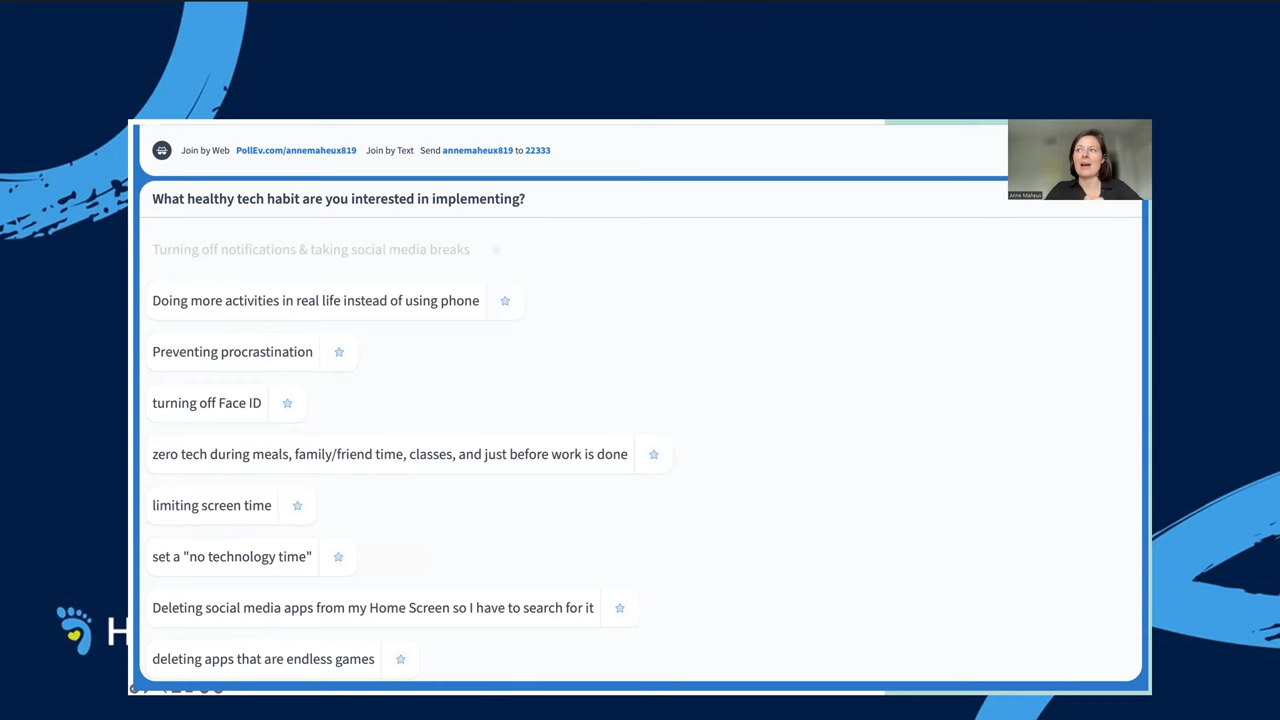 Join by Web PollEv.com/annemaheux819 Join by Text Send annemaheux819 to 22333
Anne Maheux
What healthy tech habit are you interested in implementing?
Turning off notifications & taking social media breaks
Doing more activities in real life instead of using phone
Preventing procrastination
turning off Face ID
zero tech during meals, family/friend time, classes, and just before work is done
limiting screen time
set a "no technology time"
Deleting social media apps from my Home Screen so I have to search for it
deleting apps that are endless games
H